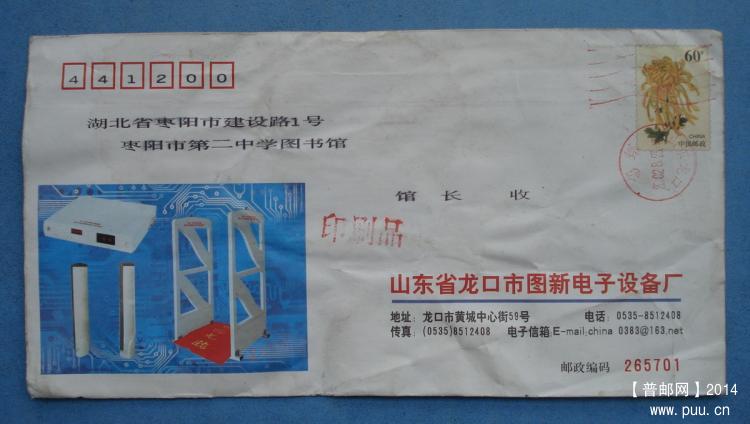 441200
60分
CHINA
中国邮政
湖北省枣阳市建设路1号
枣阳市第二中学图书馆
馆长 收
印刷品
山东省龙口市图新电子设备厂
地址: 龙口市黄城中心街59号 电话: 0535-8512408
传真: (0535)8512408 电子信箱:E-mail:china 0383@163.net
邮政编码 265701
【普邮网】2014
www.puu.cn